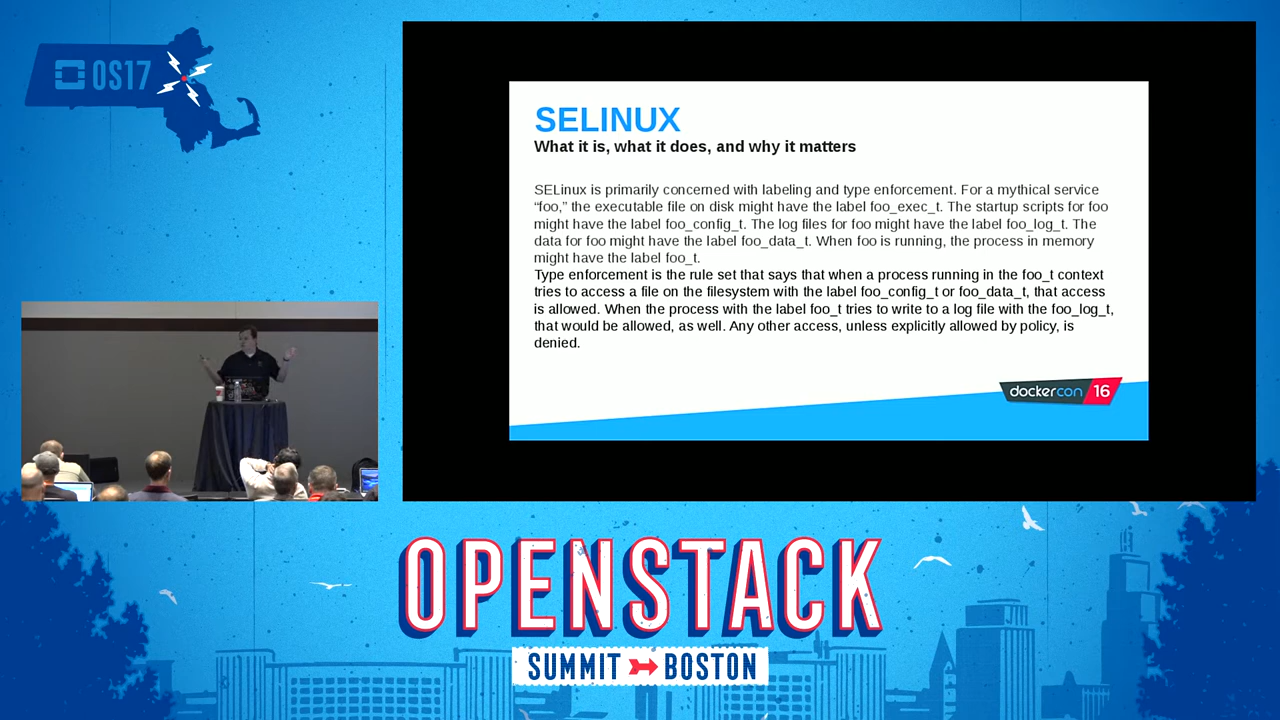 OS17
SELINUX
What it is, what it does, and why it matters
SELinux is primarily concerned with labeling and type enforcement. For a mythical service
“foo,” the executable file on disk might have the label foo_exec_t. The startup scripts for foo
might have the label foo_config_t. The log files for foo might have the label foo_log_t. The
data for foo might have the label foo_data_t. When foo is running, the process in memory
might have the label foo_t.
Type enforcement is the rule set that says that when a process running in the foo_t context
tries to access a file on the filesystem with the label foo_config_t or foo_data_t, that access
is allowed. When the process with the label foo_t tries to write to a log file with the foo_log_t,
that would be allowed, as well. Any other access, unless explicitly allowed by policy, is
denied.
dockercon 16
OPENSTACK
SUMMIT BOSTON